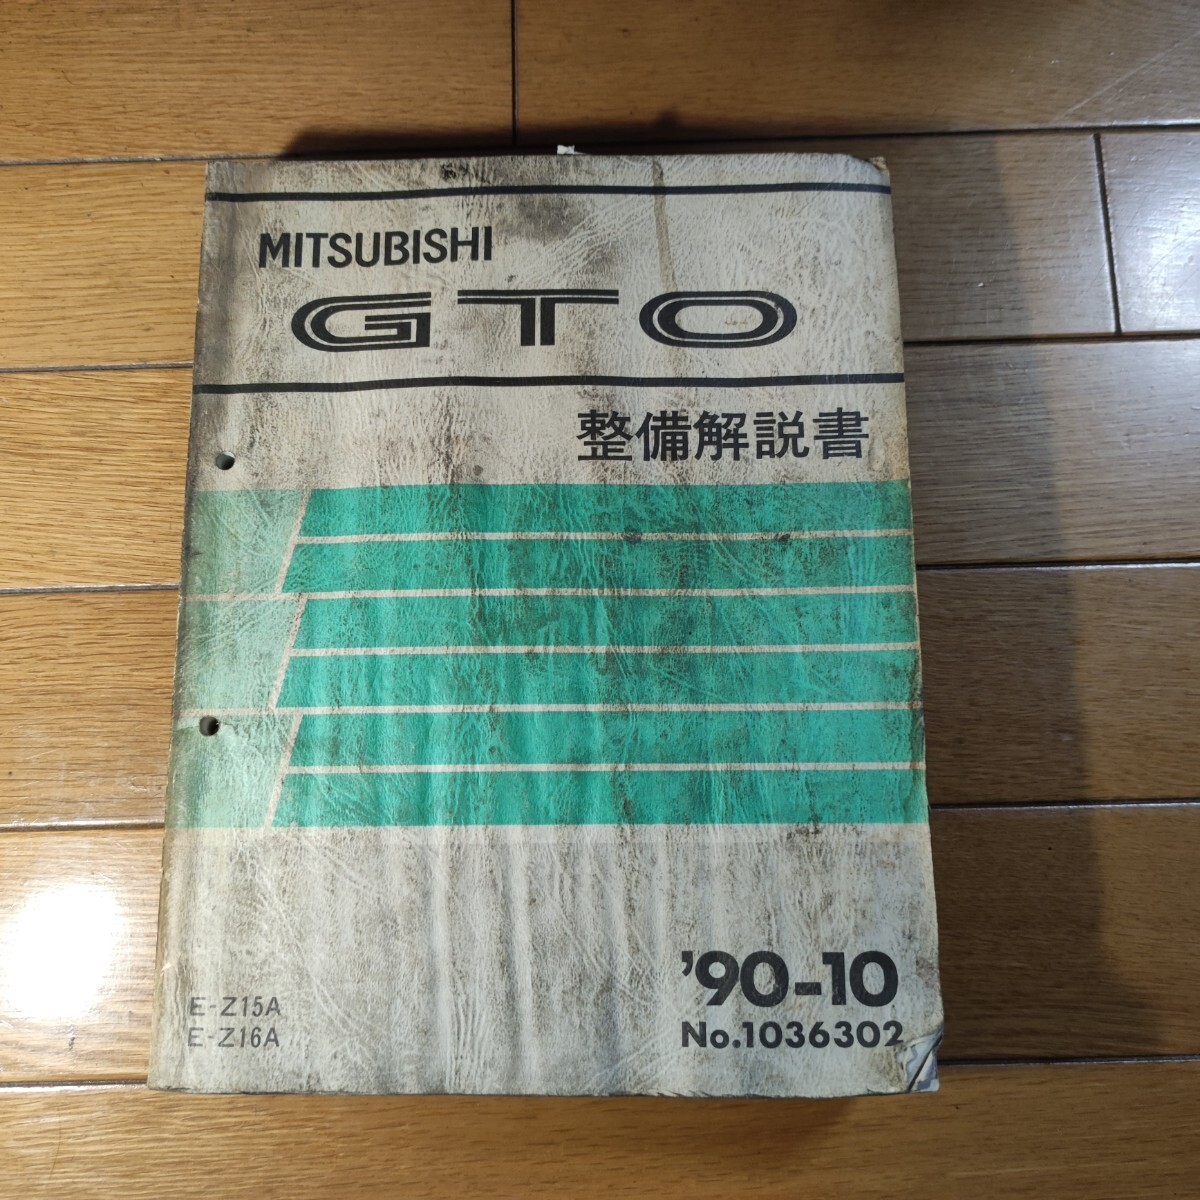 MITSUBISHI
GTO
整備解説書
'90-10
No.1036302
E-Z15A
E-Z16A